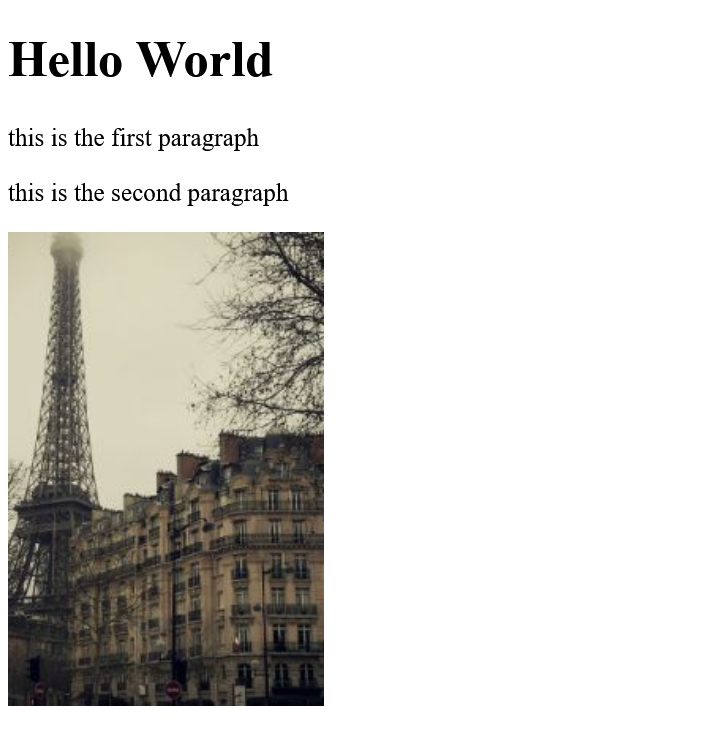 Hello World
this is the first paragraph
this is the second paragraph